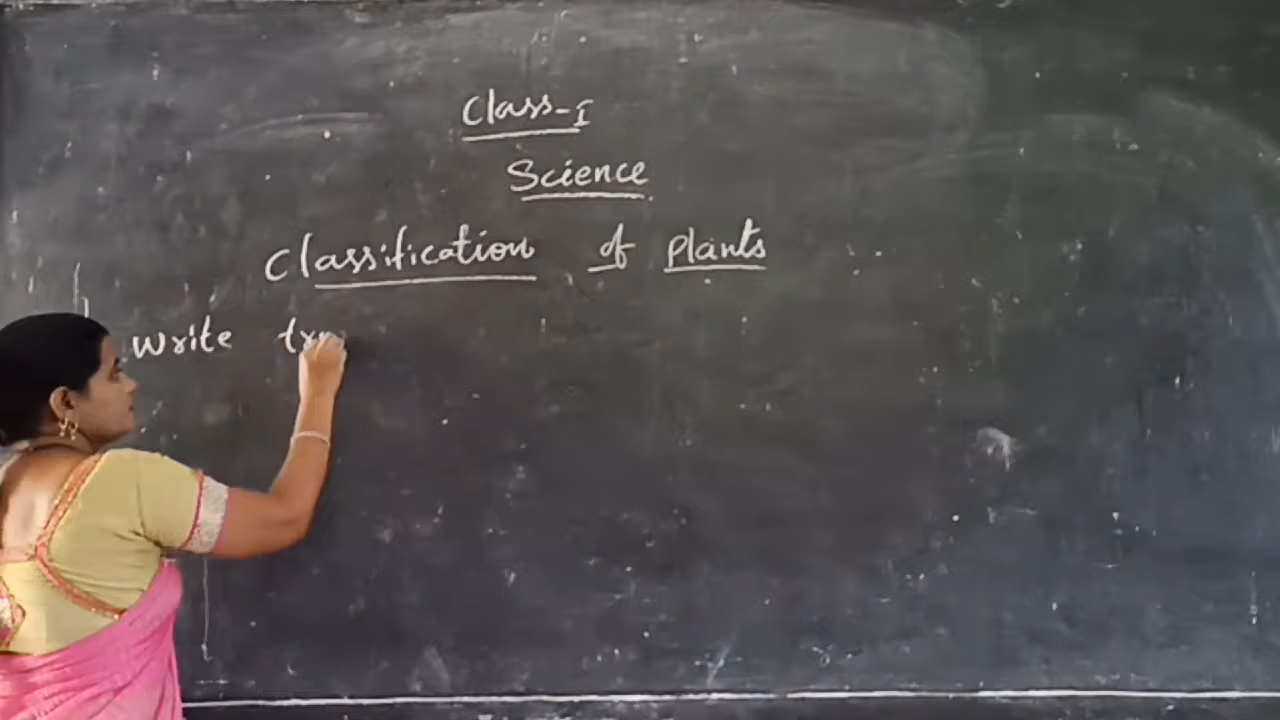 Class-I
Science
Classification of plants
Write